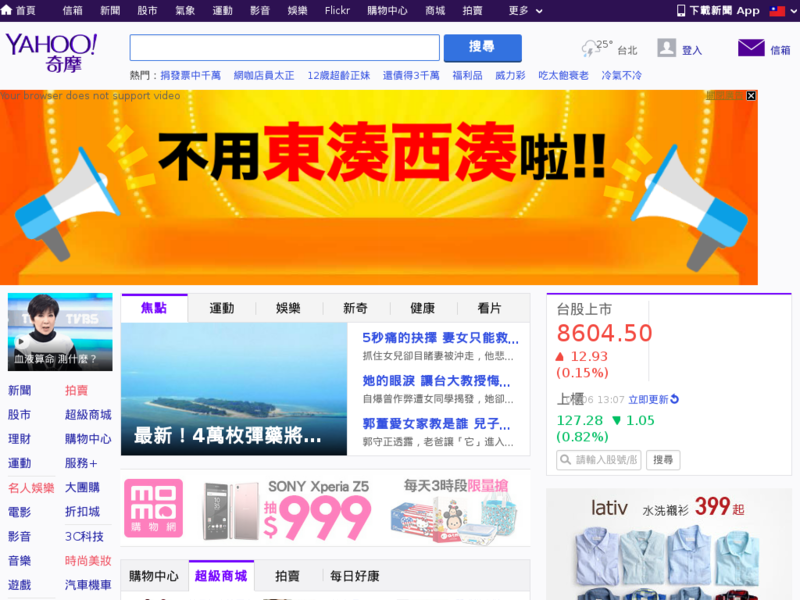 首頁 信箱 新聞 股市 氣象 運動 影音 娛樂 Flickr 購物中心 商城 拍賣 更多 下載新聞 App
YAHOO!
奇摩
搜尋
25° 台北
登入
信箱
熱門：捐發票中千萬 網咖店員太正 12歲超齡正妹 還債得3千萬 福利品 威力彩 吃太飽衰老 冷氣不冷
Your browser does not support video
不用東湊西湊啦!!
TVBS
血液算命 測什麼？
新聞 拍賣
股市 超級商城
理財 購物中心
運動 服務+
名人娛樂 大團購
電影 折扣城
影音 3C科技
音樂 時尚美妝
遊戲 汽車機車
焦點 運動 娛樂 新奇 健康 看片
最新！4萬枚彈藥將...
5秒痛的抉擇 妻女只能救...
抓住女兒卻目睹妻被沖走，他悲...
她的眼淚 讓台大教授悔...
自爆曾作弊遭女同學揭發，她卻...
郭董愛女家教是誰 兒子...
郭守正透露，老爸讓「它」進入...
momo
購物網
SONY Xperia Z5
抽$999
每天3時段限量搶
購物中心 超級商城 拍賣 每日好康
台股上市
8604.50
12.93
(0.15%)
上櫃
06 13:07 立即更新
127.28 1.05
(0.82%)
請輸入股號/股
搜尋
lativ 水洗襯衫 399起